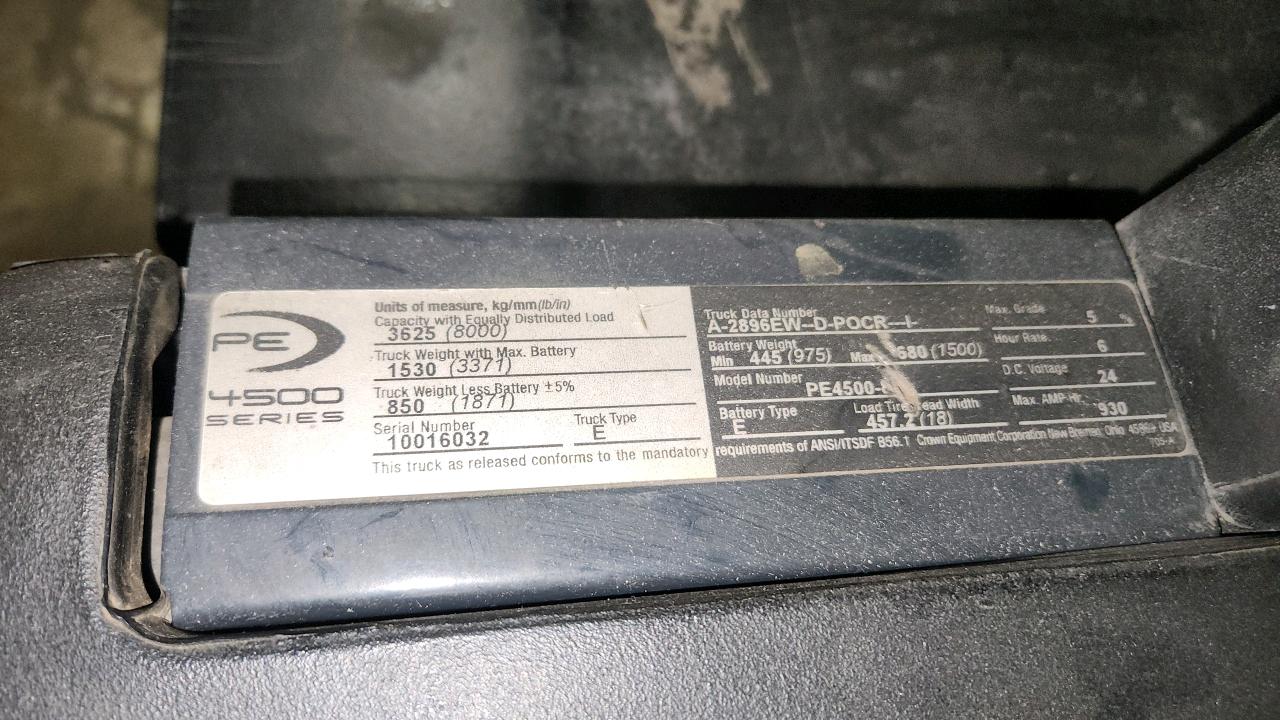 PE
4500
SERIES
Units of measure, kg/mm(lb/in)
Capacity with Equally Distributed Load
3625 (8000)
Truck Weight with Max. Battery
1530 (3371)
Truck Weight Less Battery ±5%
850 (1871)
Serial Number
10016032
Truck Type
E
This truck as released conforms to the mandatory
Truck Data Number
A-2896EW-D-POCR-I-
Battery Weight
Min 445 (975) Max 680 (1500)
Model Number
PE4500-
Battery Type
E
Load Tire Tread Width
457.2 (18)
Max. Grade
5
Hour Rate.
6
D.C. Voltage
24
Max. AMP-Hr.
930
requirements of ANSI/ITSDF B56.1 Crown Equipment Corporation New Bremen, Ohio 45869 USA
705-A